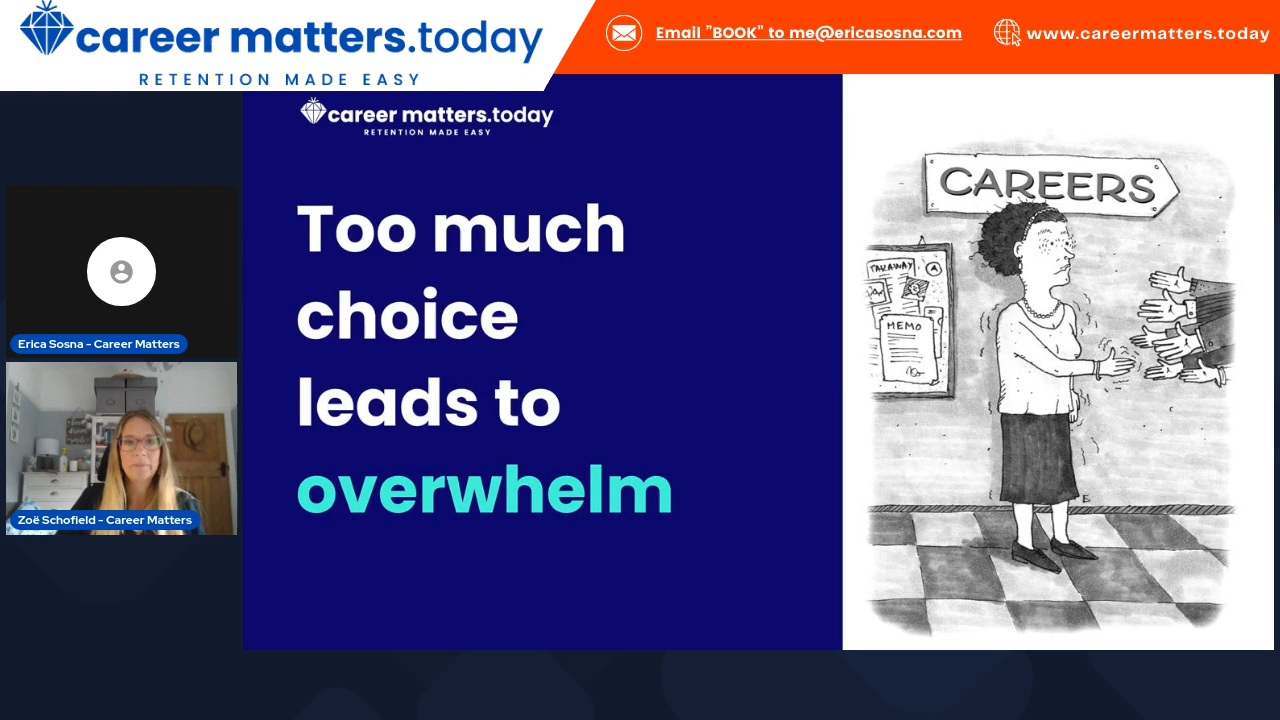 career matters.today
RETENTION MADE EASY
Email "BOOK" to me@ericasosna.com
www.careermatters.today
career matters.today
RETENTION MADE EASY
Too much
choice
leads to
overwhelm
CAREERS
TAKAWAY
A
MEMO
Erica Sosna - Career Matters
Zoë Schofield - Career Matters